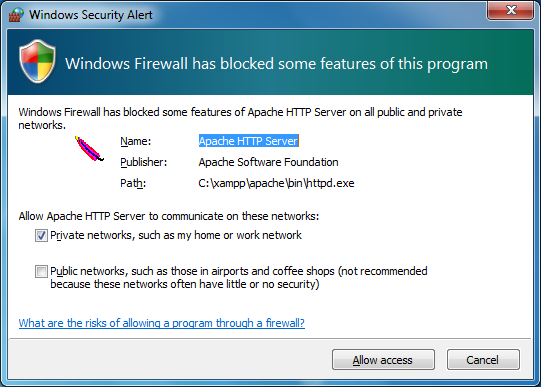 Windows Security Alert
Windows Firewall has blocked some features of this program
Windows Firewall has blocked some features of Apache HTTP Server on all public and private
networks.
Name: Apache HTTP Server
Publisher: Apache Software Foundation
Path: C:\xampp\apache\bin\httpd.exe
Allow Apache HTTP Server to communicate on these networks:
Private networks, such as my home or work network
Public networks, such as those in airports and coffee shops (not recommended
because these networks often have little or no security)
What are the risks of allowing a program through a firewall?
Allow access Cancel